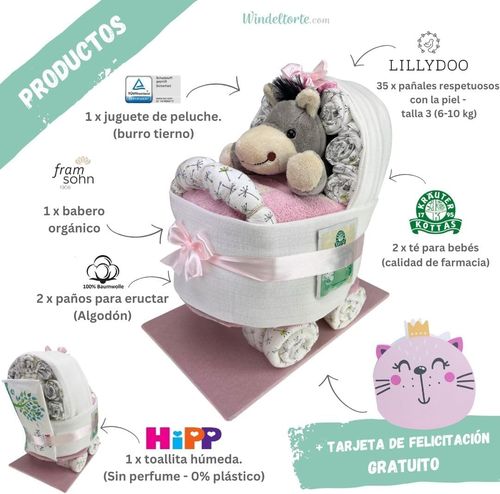 PRODUCTOS
Windeltorte.com
LILLYDOO
35 x pañales respetuosos
con la piel -
talla 3 (6-10 kg)
1 x juguete de peluche.
(burro tierno)
fram
sohn
1 x babero
orgánico
KRÄUTER
17 95
KOTTAS
2 x té para bebés
(calidad de farmacia)
100% Baumwolle
2 x paños para eructar
(Algodón)
HiPP
1 x toallita húmeda.
(Sin perfume - 0% plástico)
+ TARJETA DE FELICITACIÓN
GRATUITO